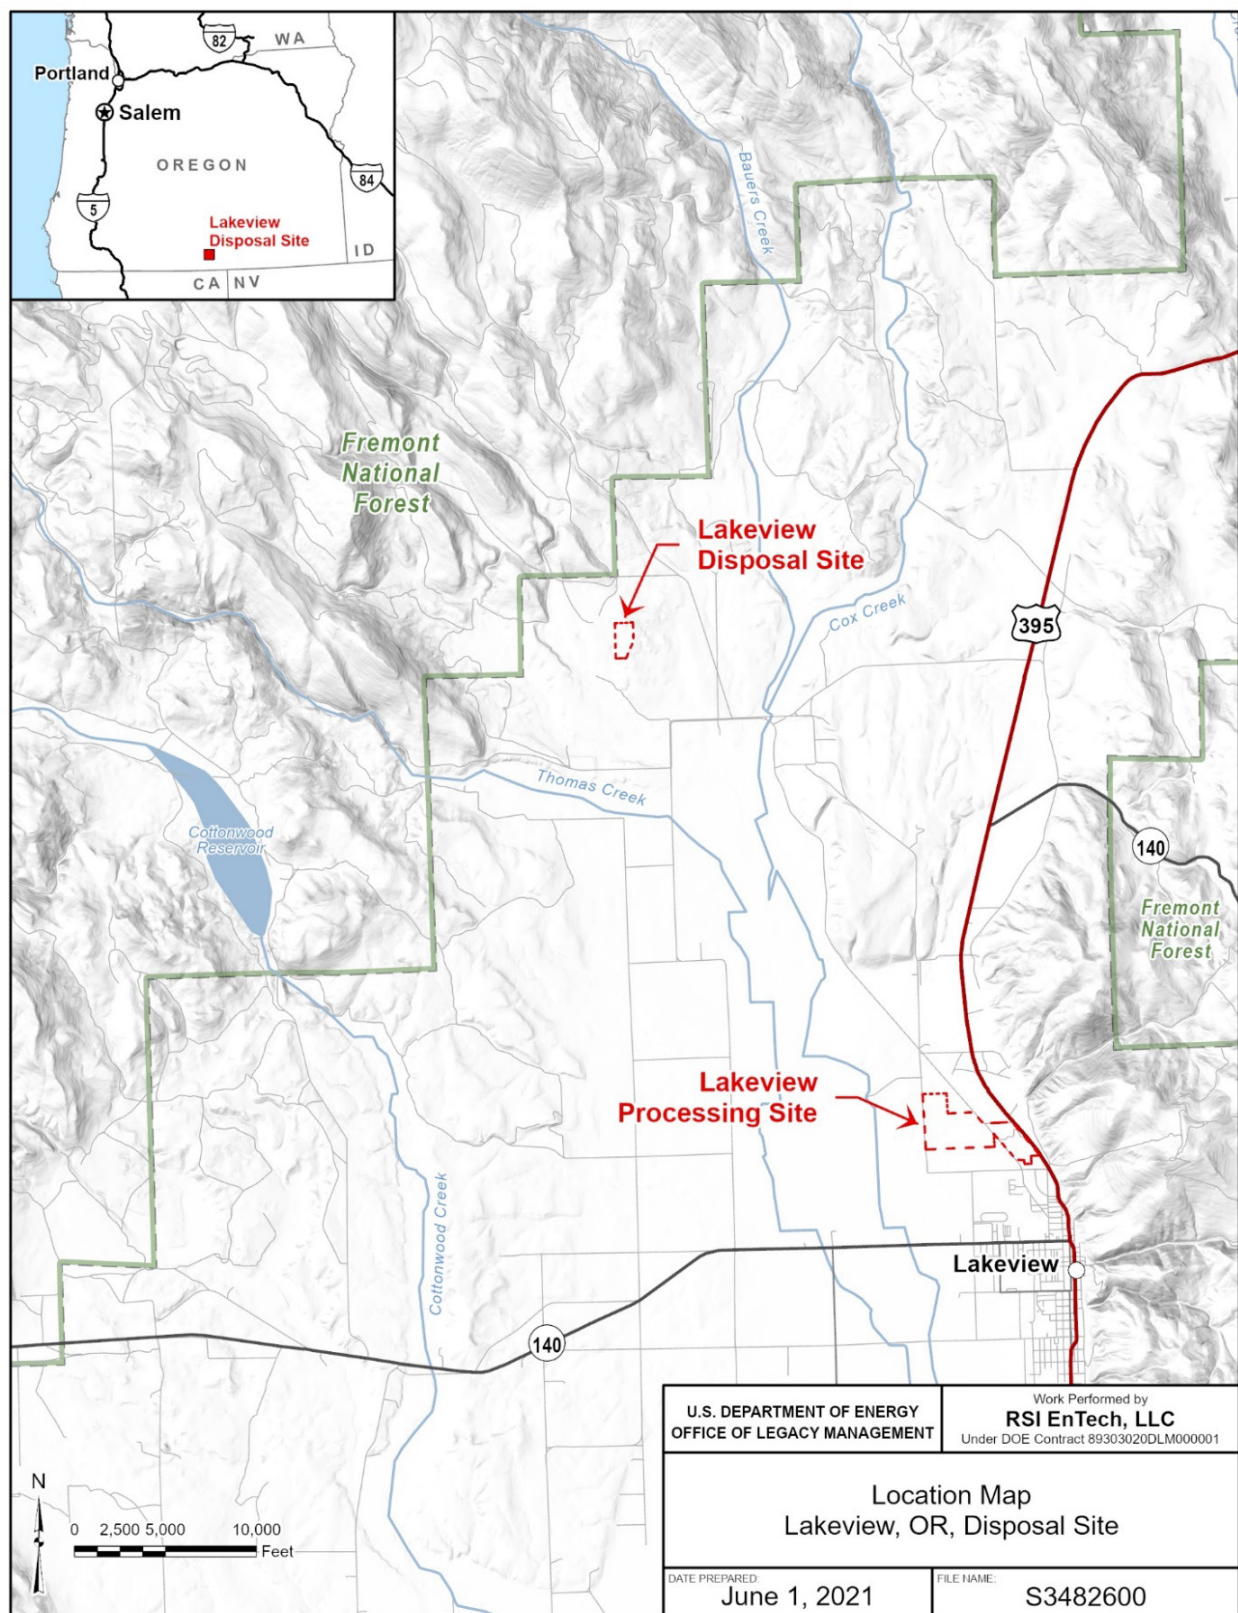 82
WA
Portland
Salem
OREGON
84
5
Lakeview
Disposal Site
ID
CA NV
Bauers Creek
Fremont
National
Forest
Lakeview
Disposal Site
Cox Creek
395
Thomas Creek
Cottonwood
Reservoir
140
Fremont
National
Forest
Lakeview
Processing Site
Cottonwood Creek
Lakeview
140
N
0 2,500 5,000 10,000
Feet
U.S. DEPARTMENT OF ENERGY
OFFICE OF LEGACY MANAGEMENT
Work Performed by
RSI EnTech, LLC
Under DOE Contract 89303020DLM000001
Location Map
Lakeview, OR, Disposal Site
DATE PREPARED:
June 1, 2021
FILE NAME:
S3482600